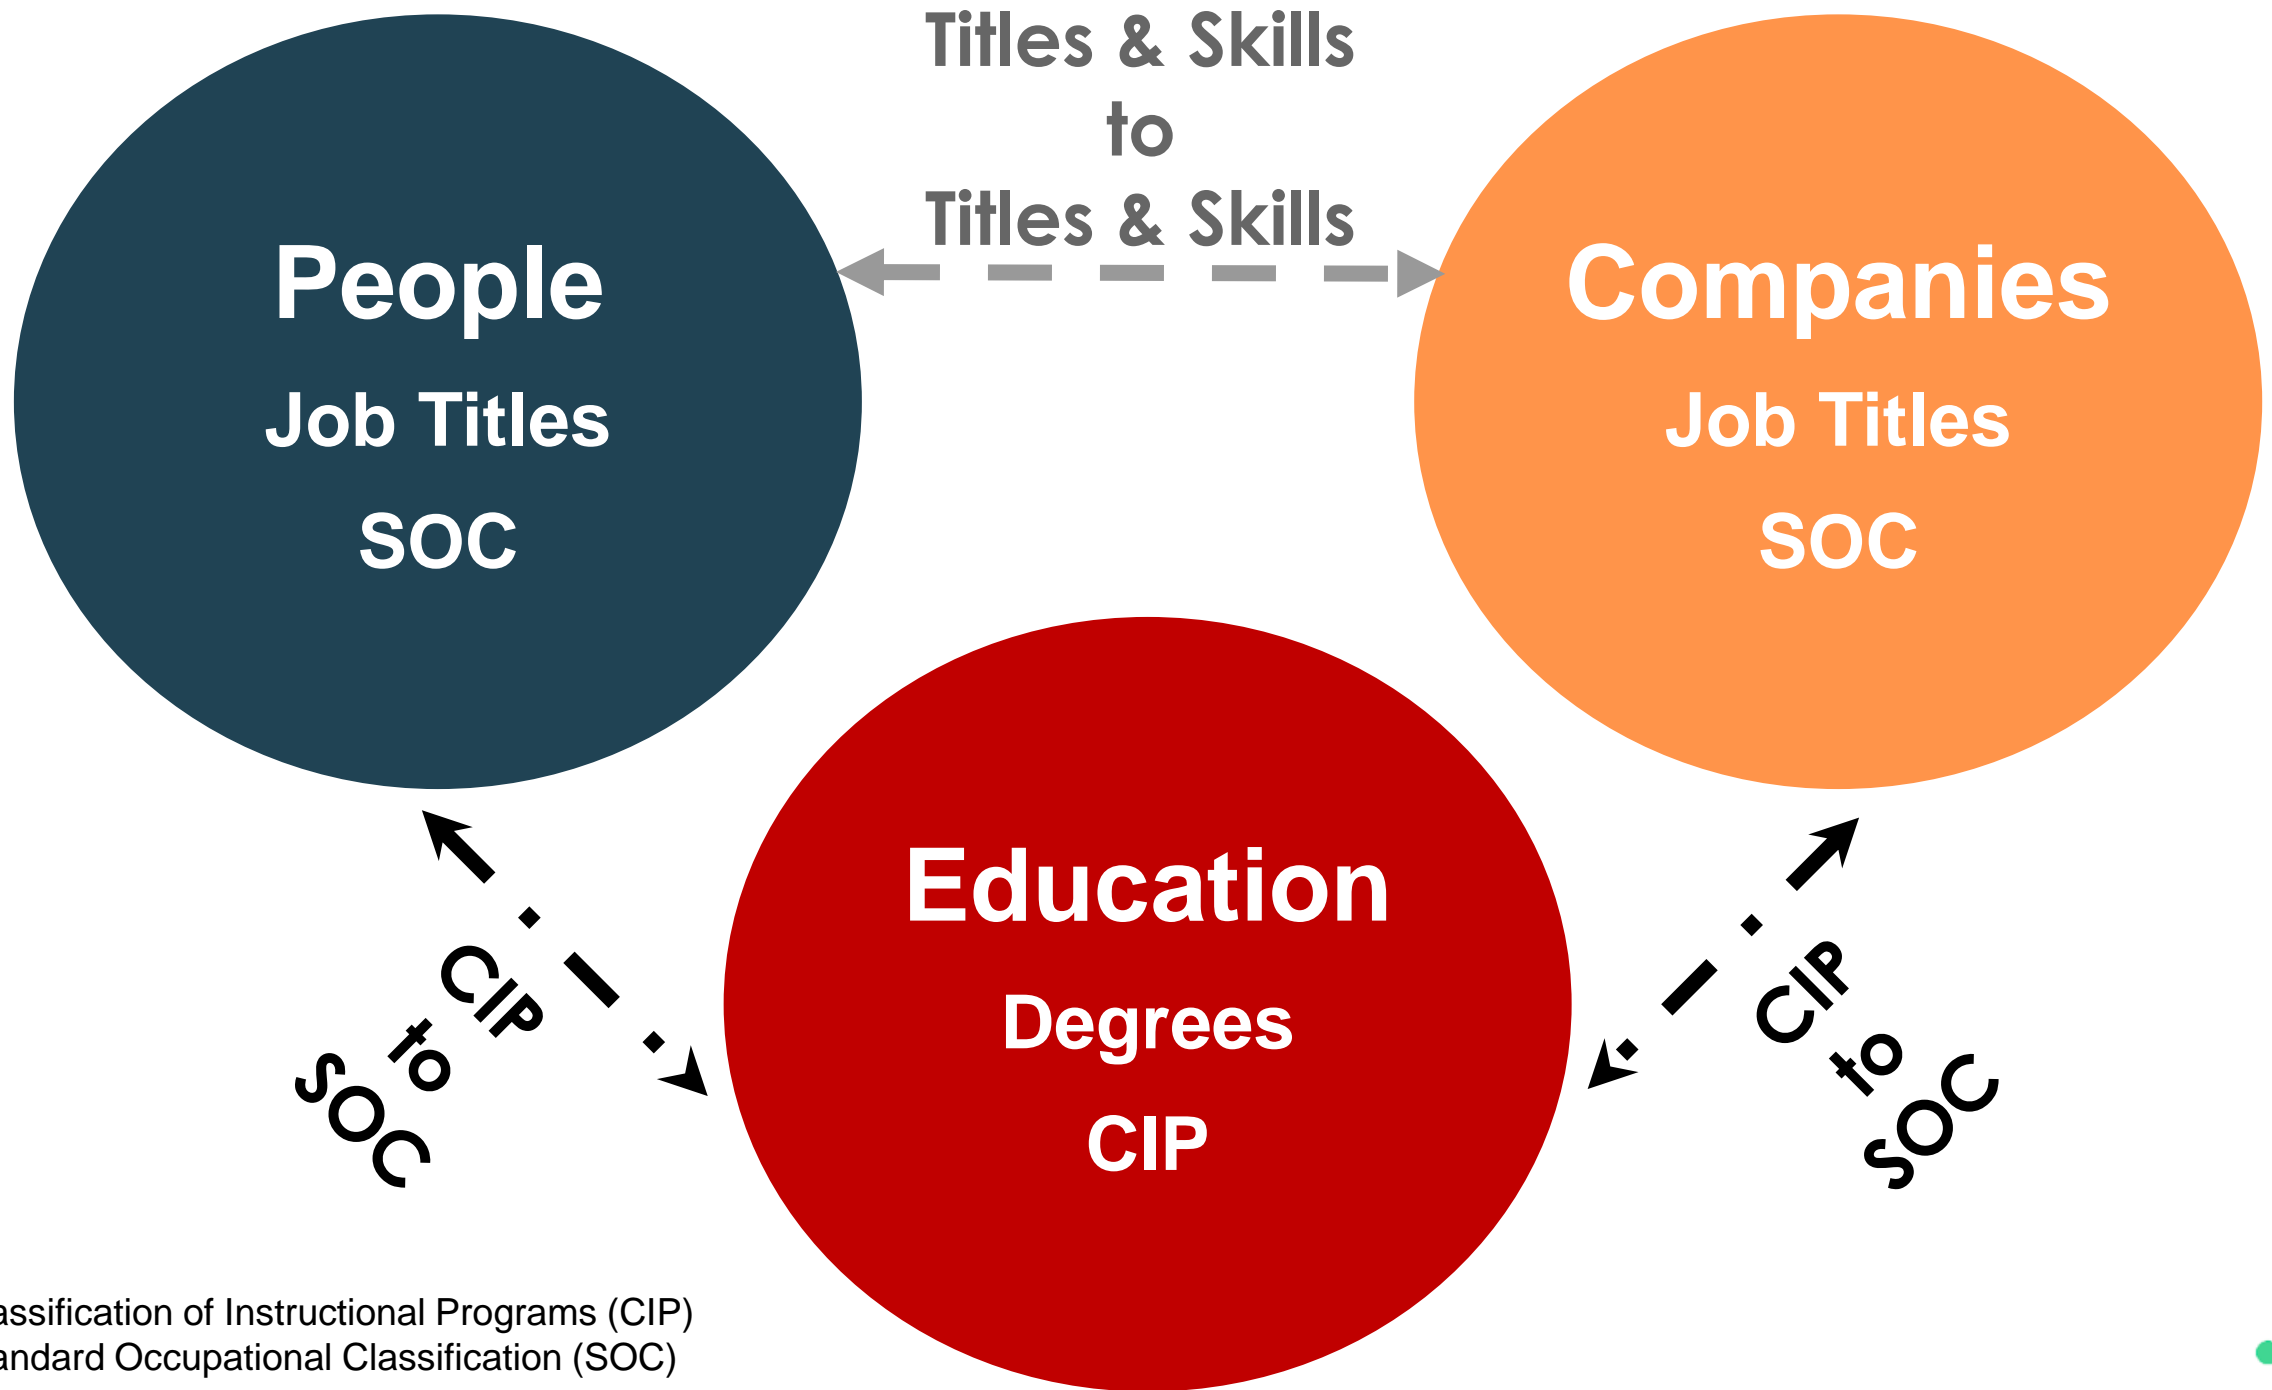 Titles & Skills
to
Titles & Skills
People
Job Titles
SOC
Companies
Job Titles
SOC
Education
Degrees
CIP
CIP
to
SOC
CIP
to
SOC
assification of Instructional Programs (CIP)
andard Occupational Classification (SOC)